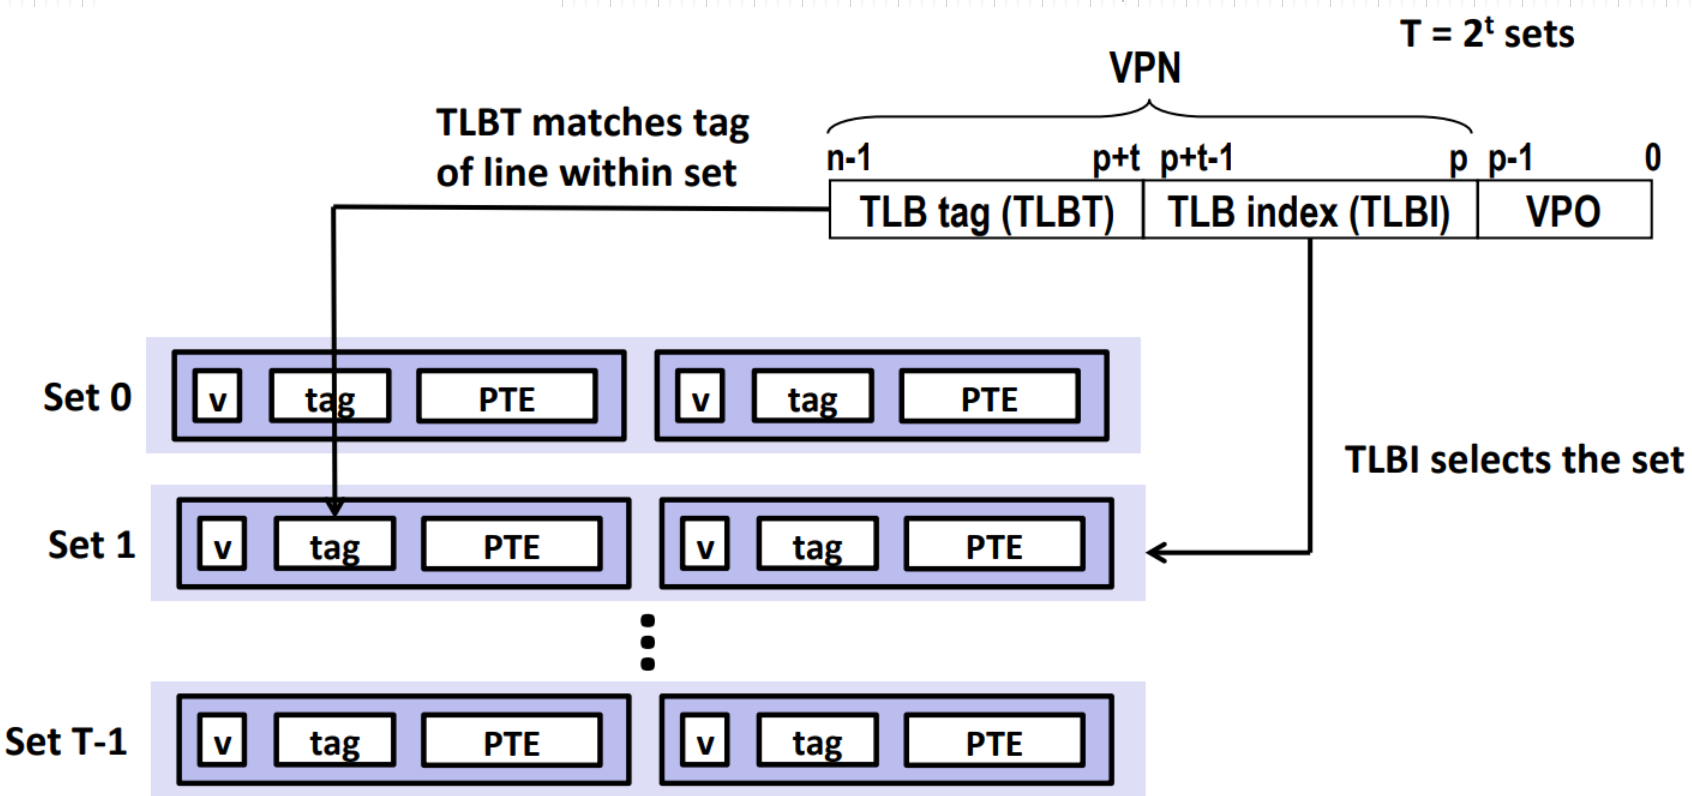 T = 2ᵗ sets
VPN
TLBT matches tag
of line within set
n-1 p+t p+t-1 p p-1 0
TLB tag (TLBT) TLB index (TLBI) VPO
Set 0 v tag PTE v tag PTE
TLBI selects the set
Set 1 v tag PTE v tag PTE
Set T-1 v tag PTE v tag PTE